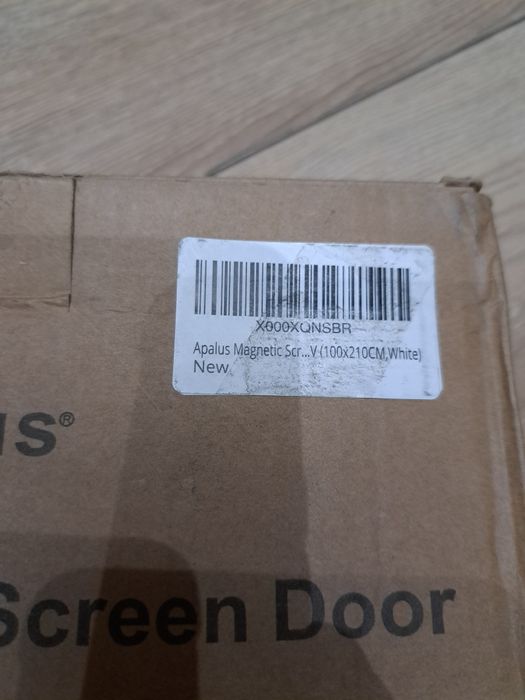 X000XQNSBR
Apalus Magnetic Scr...V (100x210CM,White)
New
us®
Screen Door